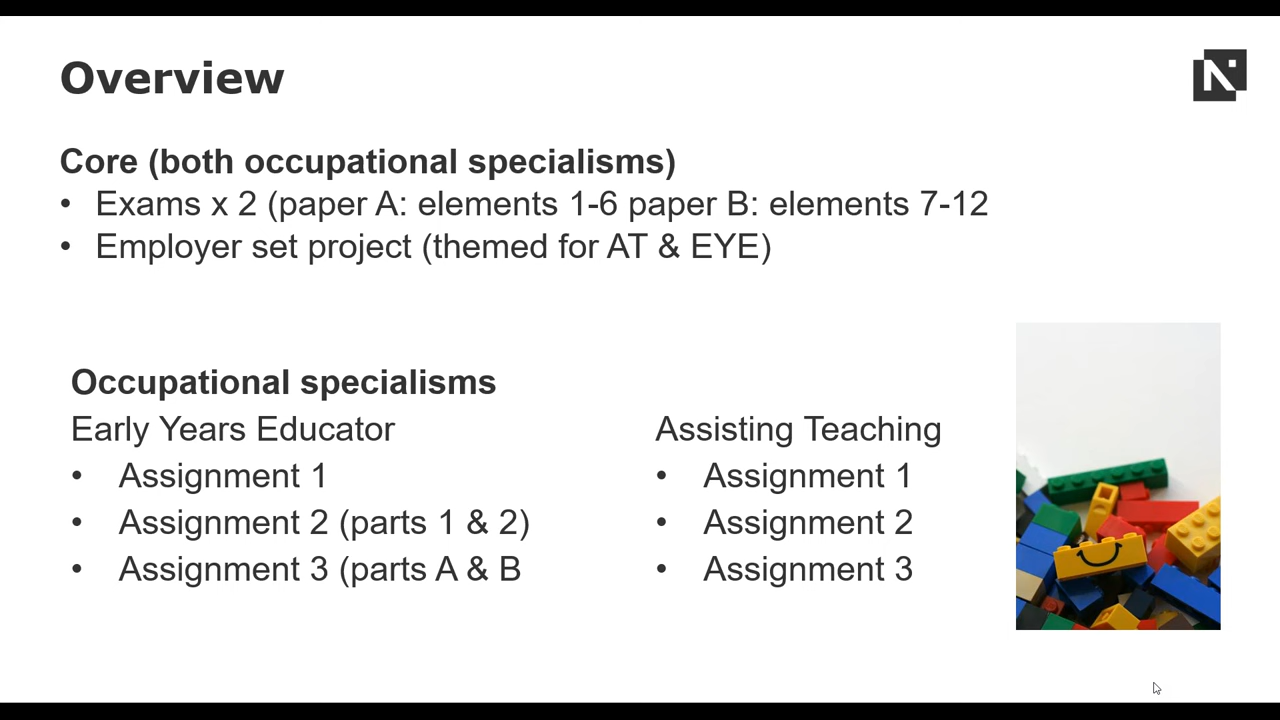 Overview
N
Core (both occupational specialisms)
• Exams x 2 (paper A: elements 1-6 paper B: elements 7-12
• Employer set project (themed for AT & EYE)
Occupational specialisms
Early Years Educator
• Assignment 1
• Assignment 2 (parts 1 & 2)
• Assignment 3 (parts A & B
Assisting Teaching
• Assignment 1
• Assignment 2
• Assignment 3